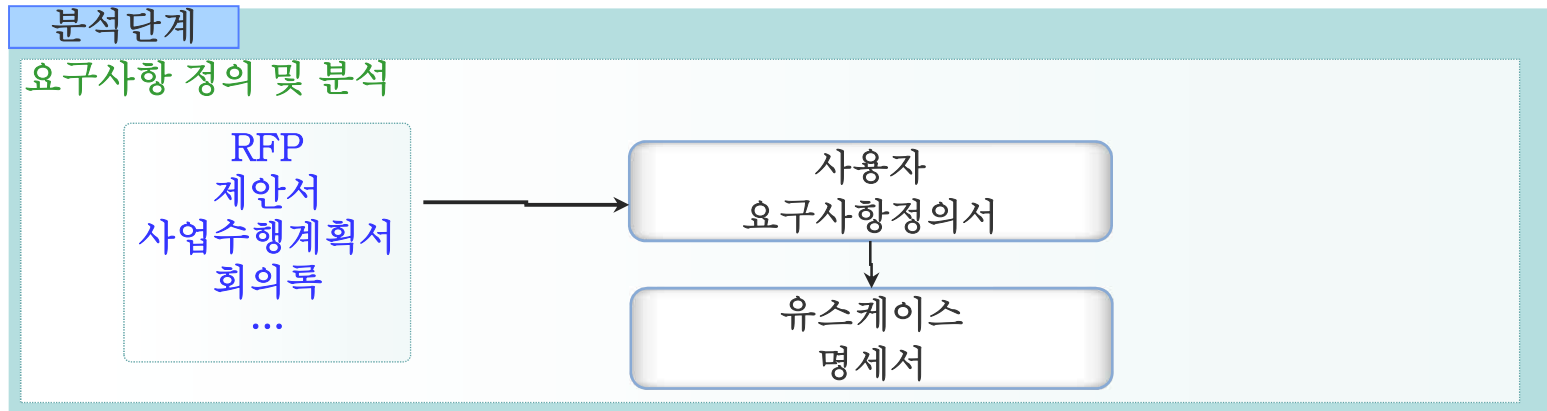 분석단계
요구사항 정의 및 분석
RFP
제안서
사업수행계획서
회의록
...
사용자
요구사항정의서
유스케이스
명세서